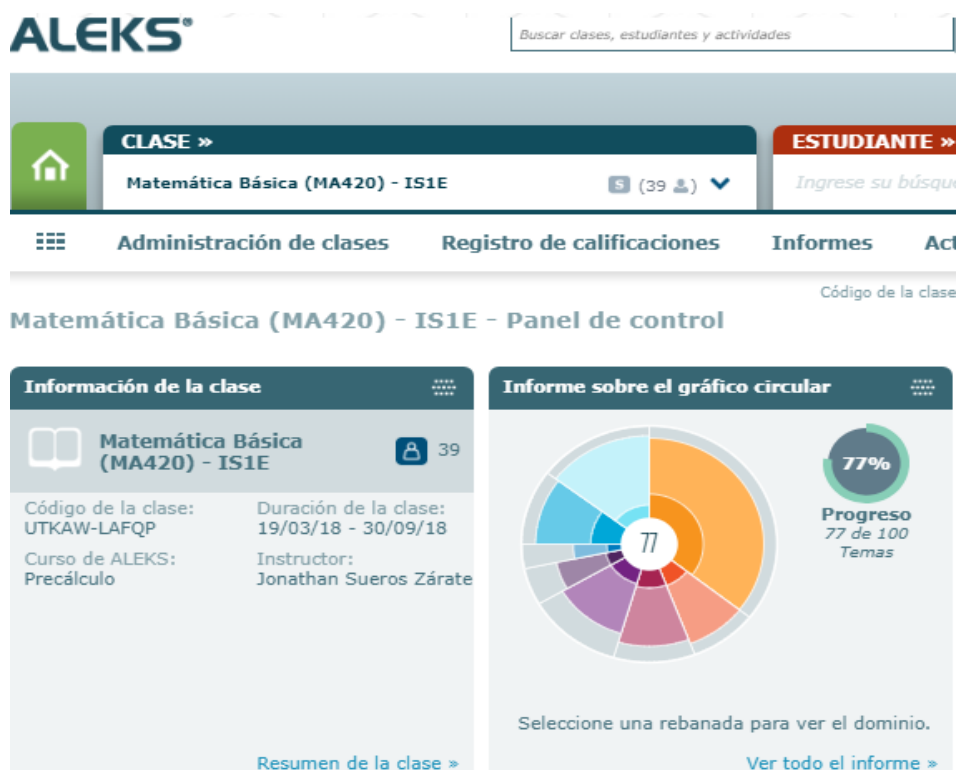 ALEKS®
Buscar clases, estudiantes y actividades
CLASE »
ESTUDIANTE »
Matemática Básica (MA420) - IS1E
S (39)
Ingrese su búsque
Administración de clases
Registro de calificaciones
Informes
Act
Código de la clase
Matemática Básica (MA420) - IS1E - Panel de control
Información de la clase
Matemática Básica
(MA420) - IS1E
39
Código de la clase:
UTKAW-LAFQP
Duración de la clase:
19/03/18 - 30/09/18
Curso de ALEKS:
Precálculo
Instructor:
Jonathan Sueros Zárate
Resumen de la clase »
Informe sobre el gráfico circular
77
77%
Progreso
77 de 100
Temas
Seleccione una rebanada para ver el dominio.
Ver todo el informe »